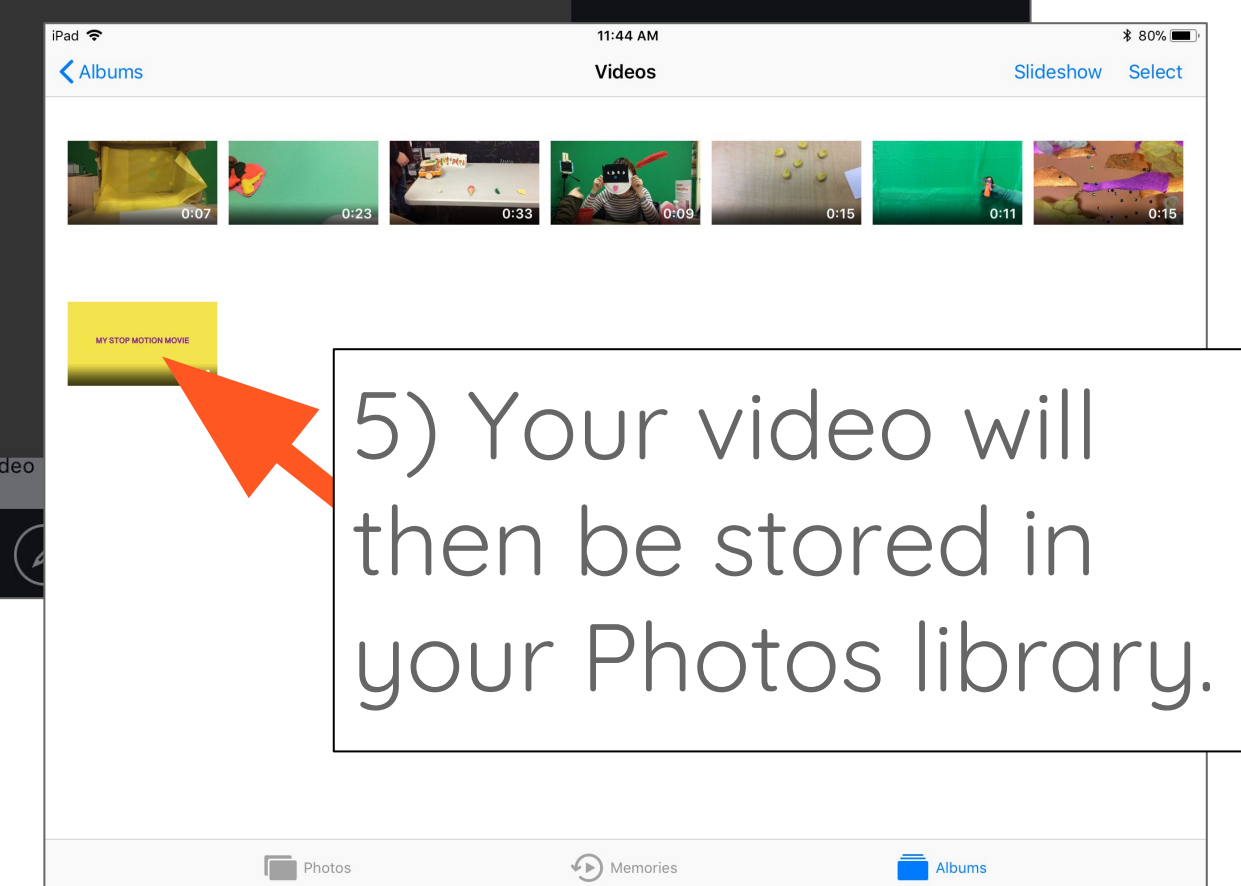 iPad 11:44 AM 80%
Albums Videos Slideshow Select
0:07 0:23 0:33 0:09 0:15 0:11 0:15
MY STOP MOTION MOVIE
5) Your video will
then be stored in
your Photos library.
deo
Photos Memories Albums